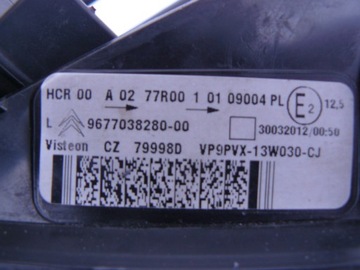 HCR 00 A 02 77R00 1 01 09004 PL E2 12,5
L 9677038280-00 30032012/00:50
Visteon CZ 79998D VP9PVX-13W030-CJ